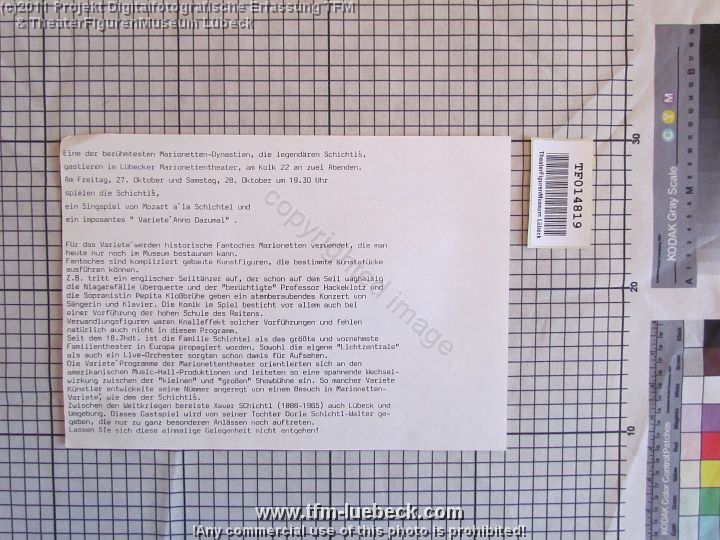 (c)2011 Projekt Digitalfotografische Erfassung TFM
& TheaterFigurenMuseum Lübeck
Eine der berühmtesten Marionetten-Dynastien, die legendären Schichtls,
gastieren im Lübecker Marionettentheater, am Kolk 22 an zwei Abenden.
Am Freitag, 27. Oktober und Samstag, 28. Oktober um 19.30 Uhr
spielen die Schichtls,
ein Singspiel von Mozart a'la Schichtel und
ein imposantes " Varieté Anno Dazumal" .
Für das Varieté werden historische Fantoches Marionetten verwendet, die man
heute nur noch im Museum bestaunen kann.
Fantoches sind kompliziert gebaute Kunstfiguren, die bestimmte Kunststücke
ausführen können.
Z.B. tritt ein englischer Seiltänzer auf, der schon auf dem Seil waghalsig
die Niagarafälle überquerte und der "berüchtigte" Professor Hackeklotz und
die Sopranistin Pepita Kloßbrühe geben ein atemberaubendes Konzert von
Sängerin und Klavier. Die Komik im Spiel besticht vor allem auch bei
einer Vorführung der hohen Schule des Reitens.
Verwandlungsfiguren waren Knalleffekt solcher Vorführungen und fehlen
natürlich auch nicht in diesem Programm.
Seit dem 18.Jhdt. ist die Familie Schichtel als das größte und vornehmste
Familientheater in Europa propagiert worden. Sowohl die eigene "Lichtzentrale"
als auch ein Live-Orchester sorgten schon damals für Aufsehen.
Die Varieté Programme der Marionettentheater orientierten sich an den
amerikanischen Music-Hall-Produktionen und leiteten so eine spannende Wechsel-
wirkung zwischen der "kleinen" und "großen" Showbühne ein. So mancher Variete
Künstler entwickelte seine Nummer angeregt von einem Besuch im Marionetten-
Varieté, wie dem der Schichtls.
Zwischen den Weltkriegen bereiste Xaver SChichtl (1888-1965) auch Lübeck und
Umgebung. Dieses Gastspiel wird von seiner Tochter Dorle Schichtl-Walter ge-
geben, die nur zu ganz besonderen Anlässen noch auftreten.
Lassen SIe sich diese einmalige Gelegenheit nicht entgehen!
copyrighted image
TF014819
TheaterFigurenMuseum Lübeck
30
20
10
C Y M
KODAK Gray Scale
A
B
KODAK Color Control Patches
www.tfm-luebeck.com
!Any commercial use of this photo is prohibited!